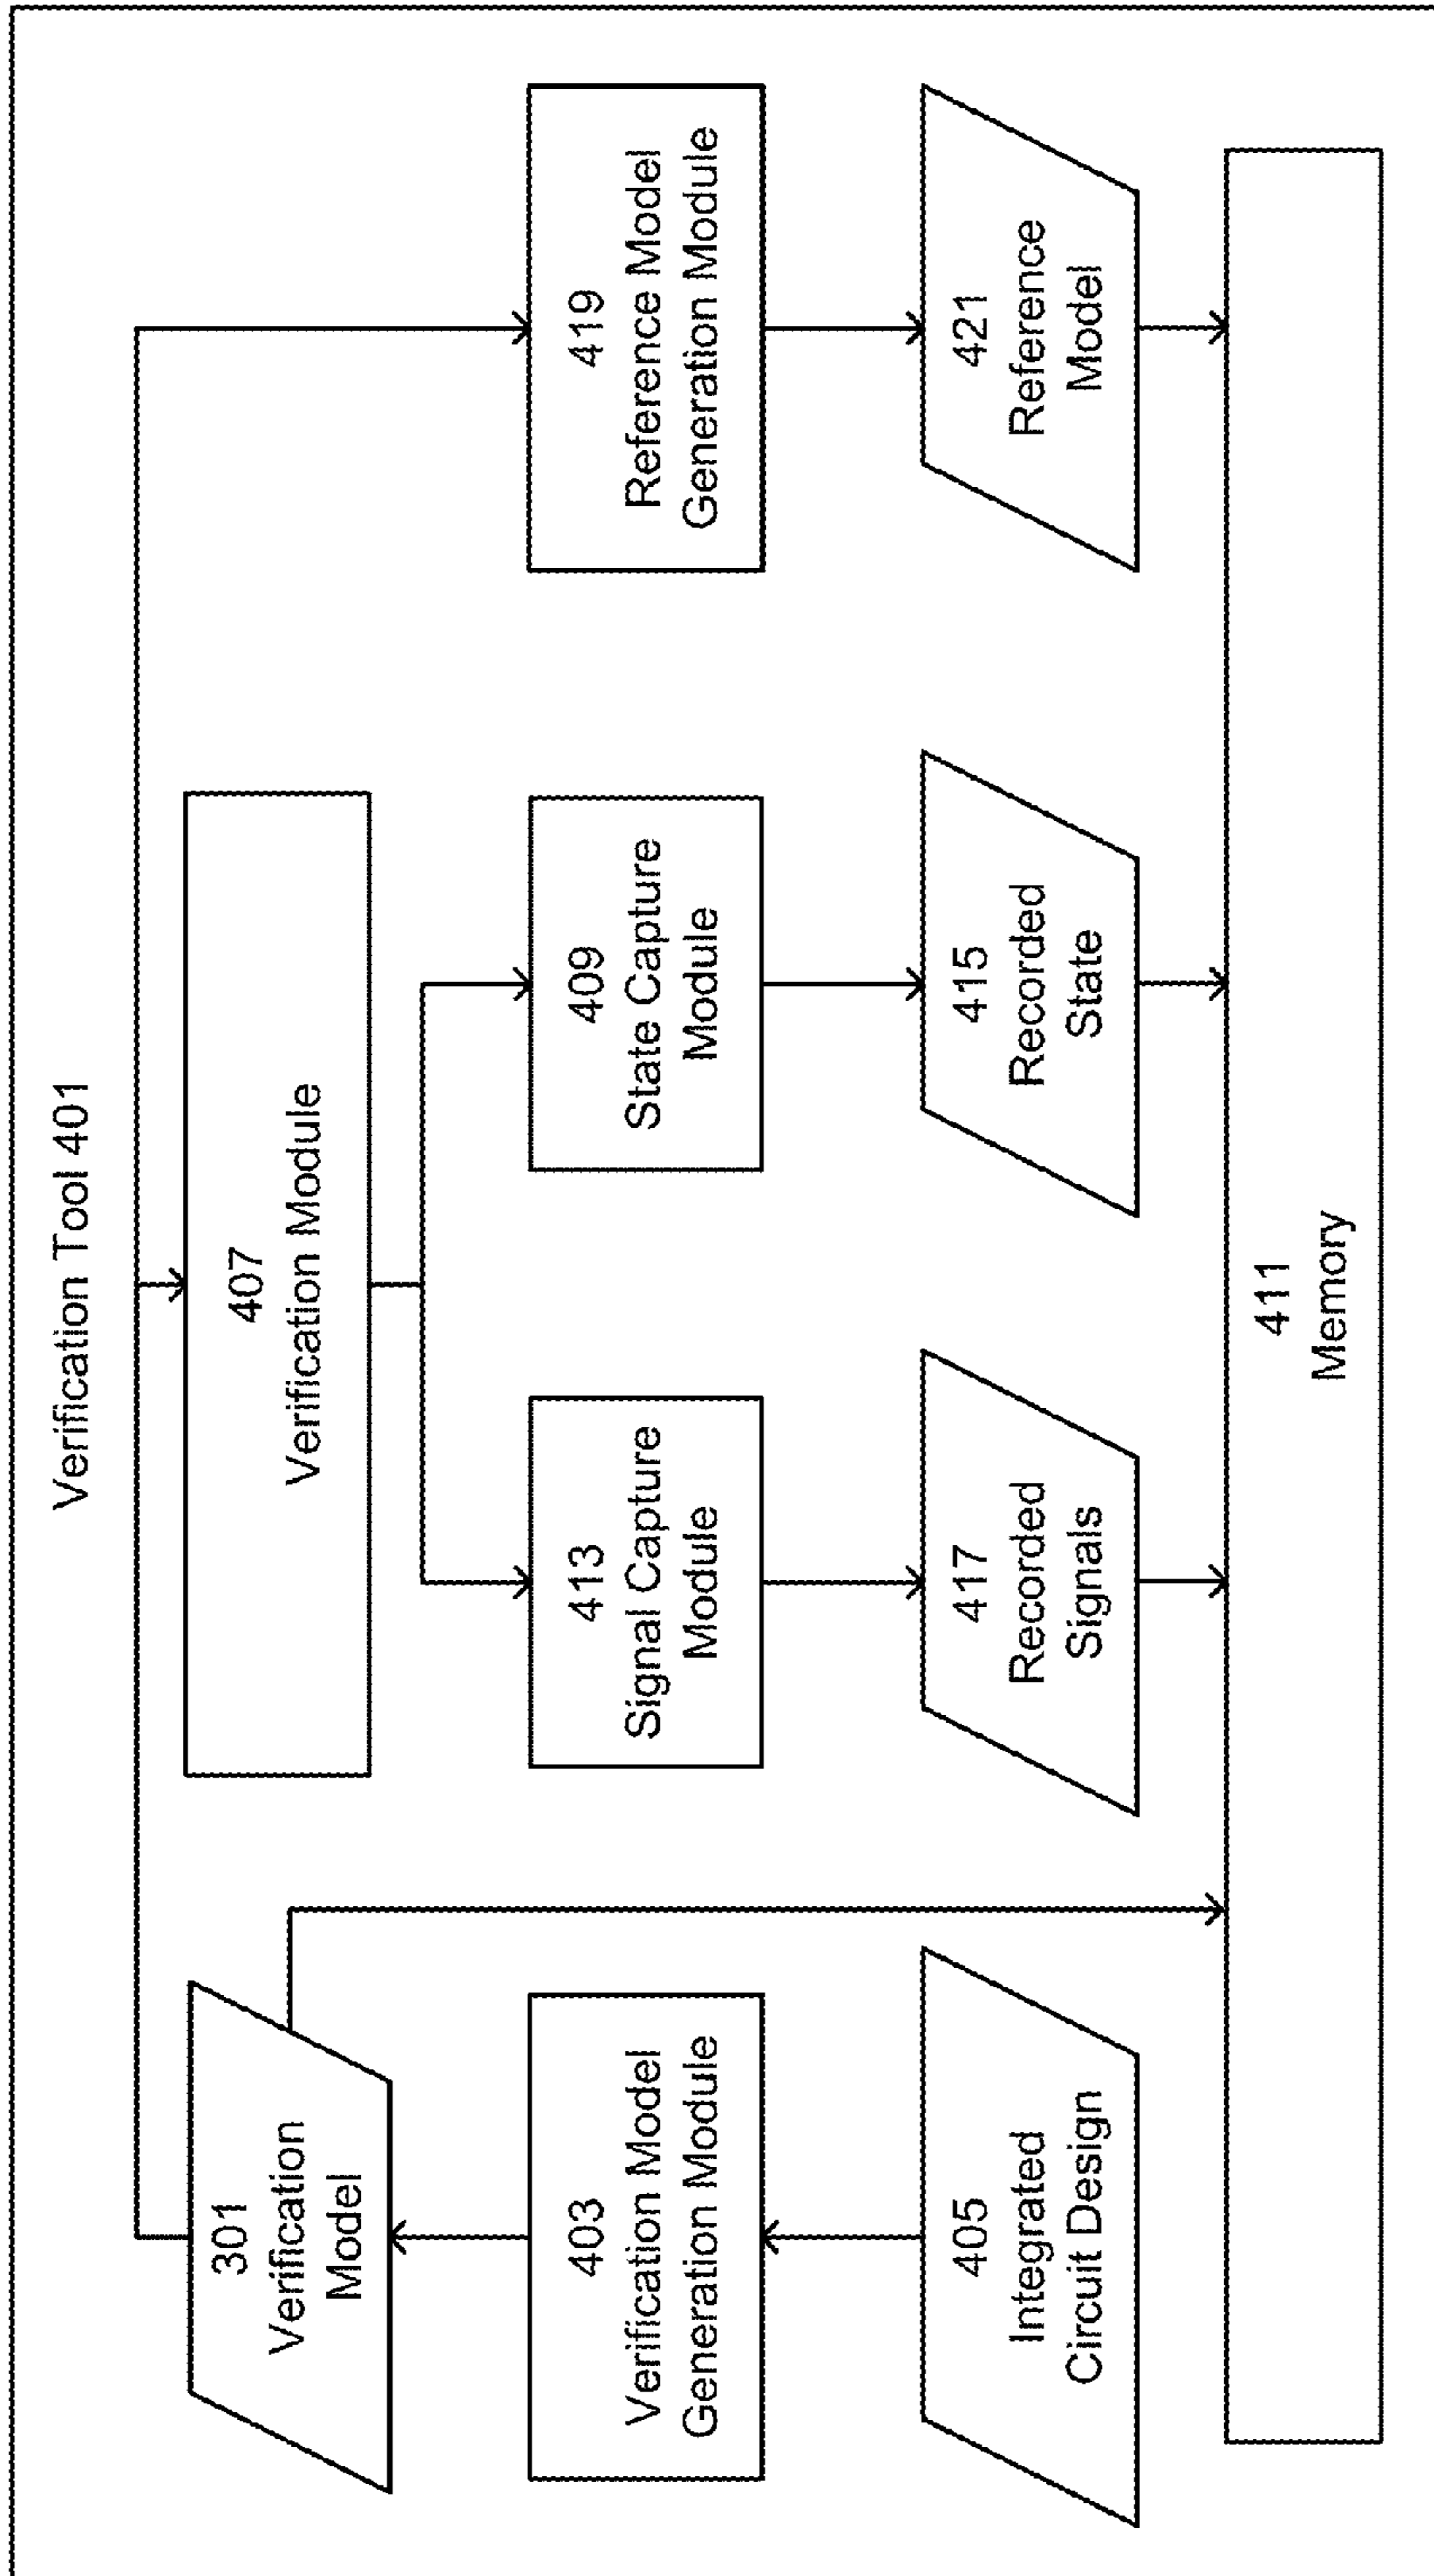 Verification Tool 401
301
Verification
Model
407
Verification Module
403
Verification Model
Generation Module
413
Signal Capture
Module
409
State Capture
Module
419
Reference Model
Generation Module
405
Integrated
Circuit Design
417
Recorded
Signals
415
Recorded
State
421
Reference
Model
411
Memory